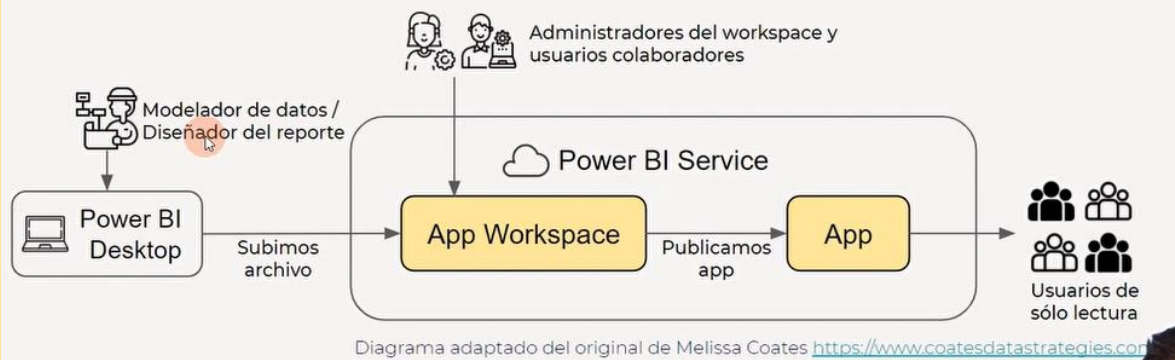 Administradores del workspace y
usuarios colaboradores
Modelador de datos /
Diseñador del reporte
Power BI Service
Power BI
Desktop
Subimos
archivo
App Workspace
Publicamos
app
App
Usuarios de
sólo lectura
Diagrama adaptado del original de Melissa Coates https://www.coatesdatastrategies.com